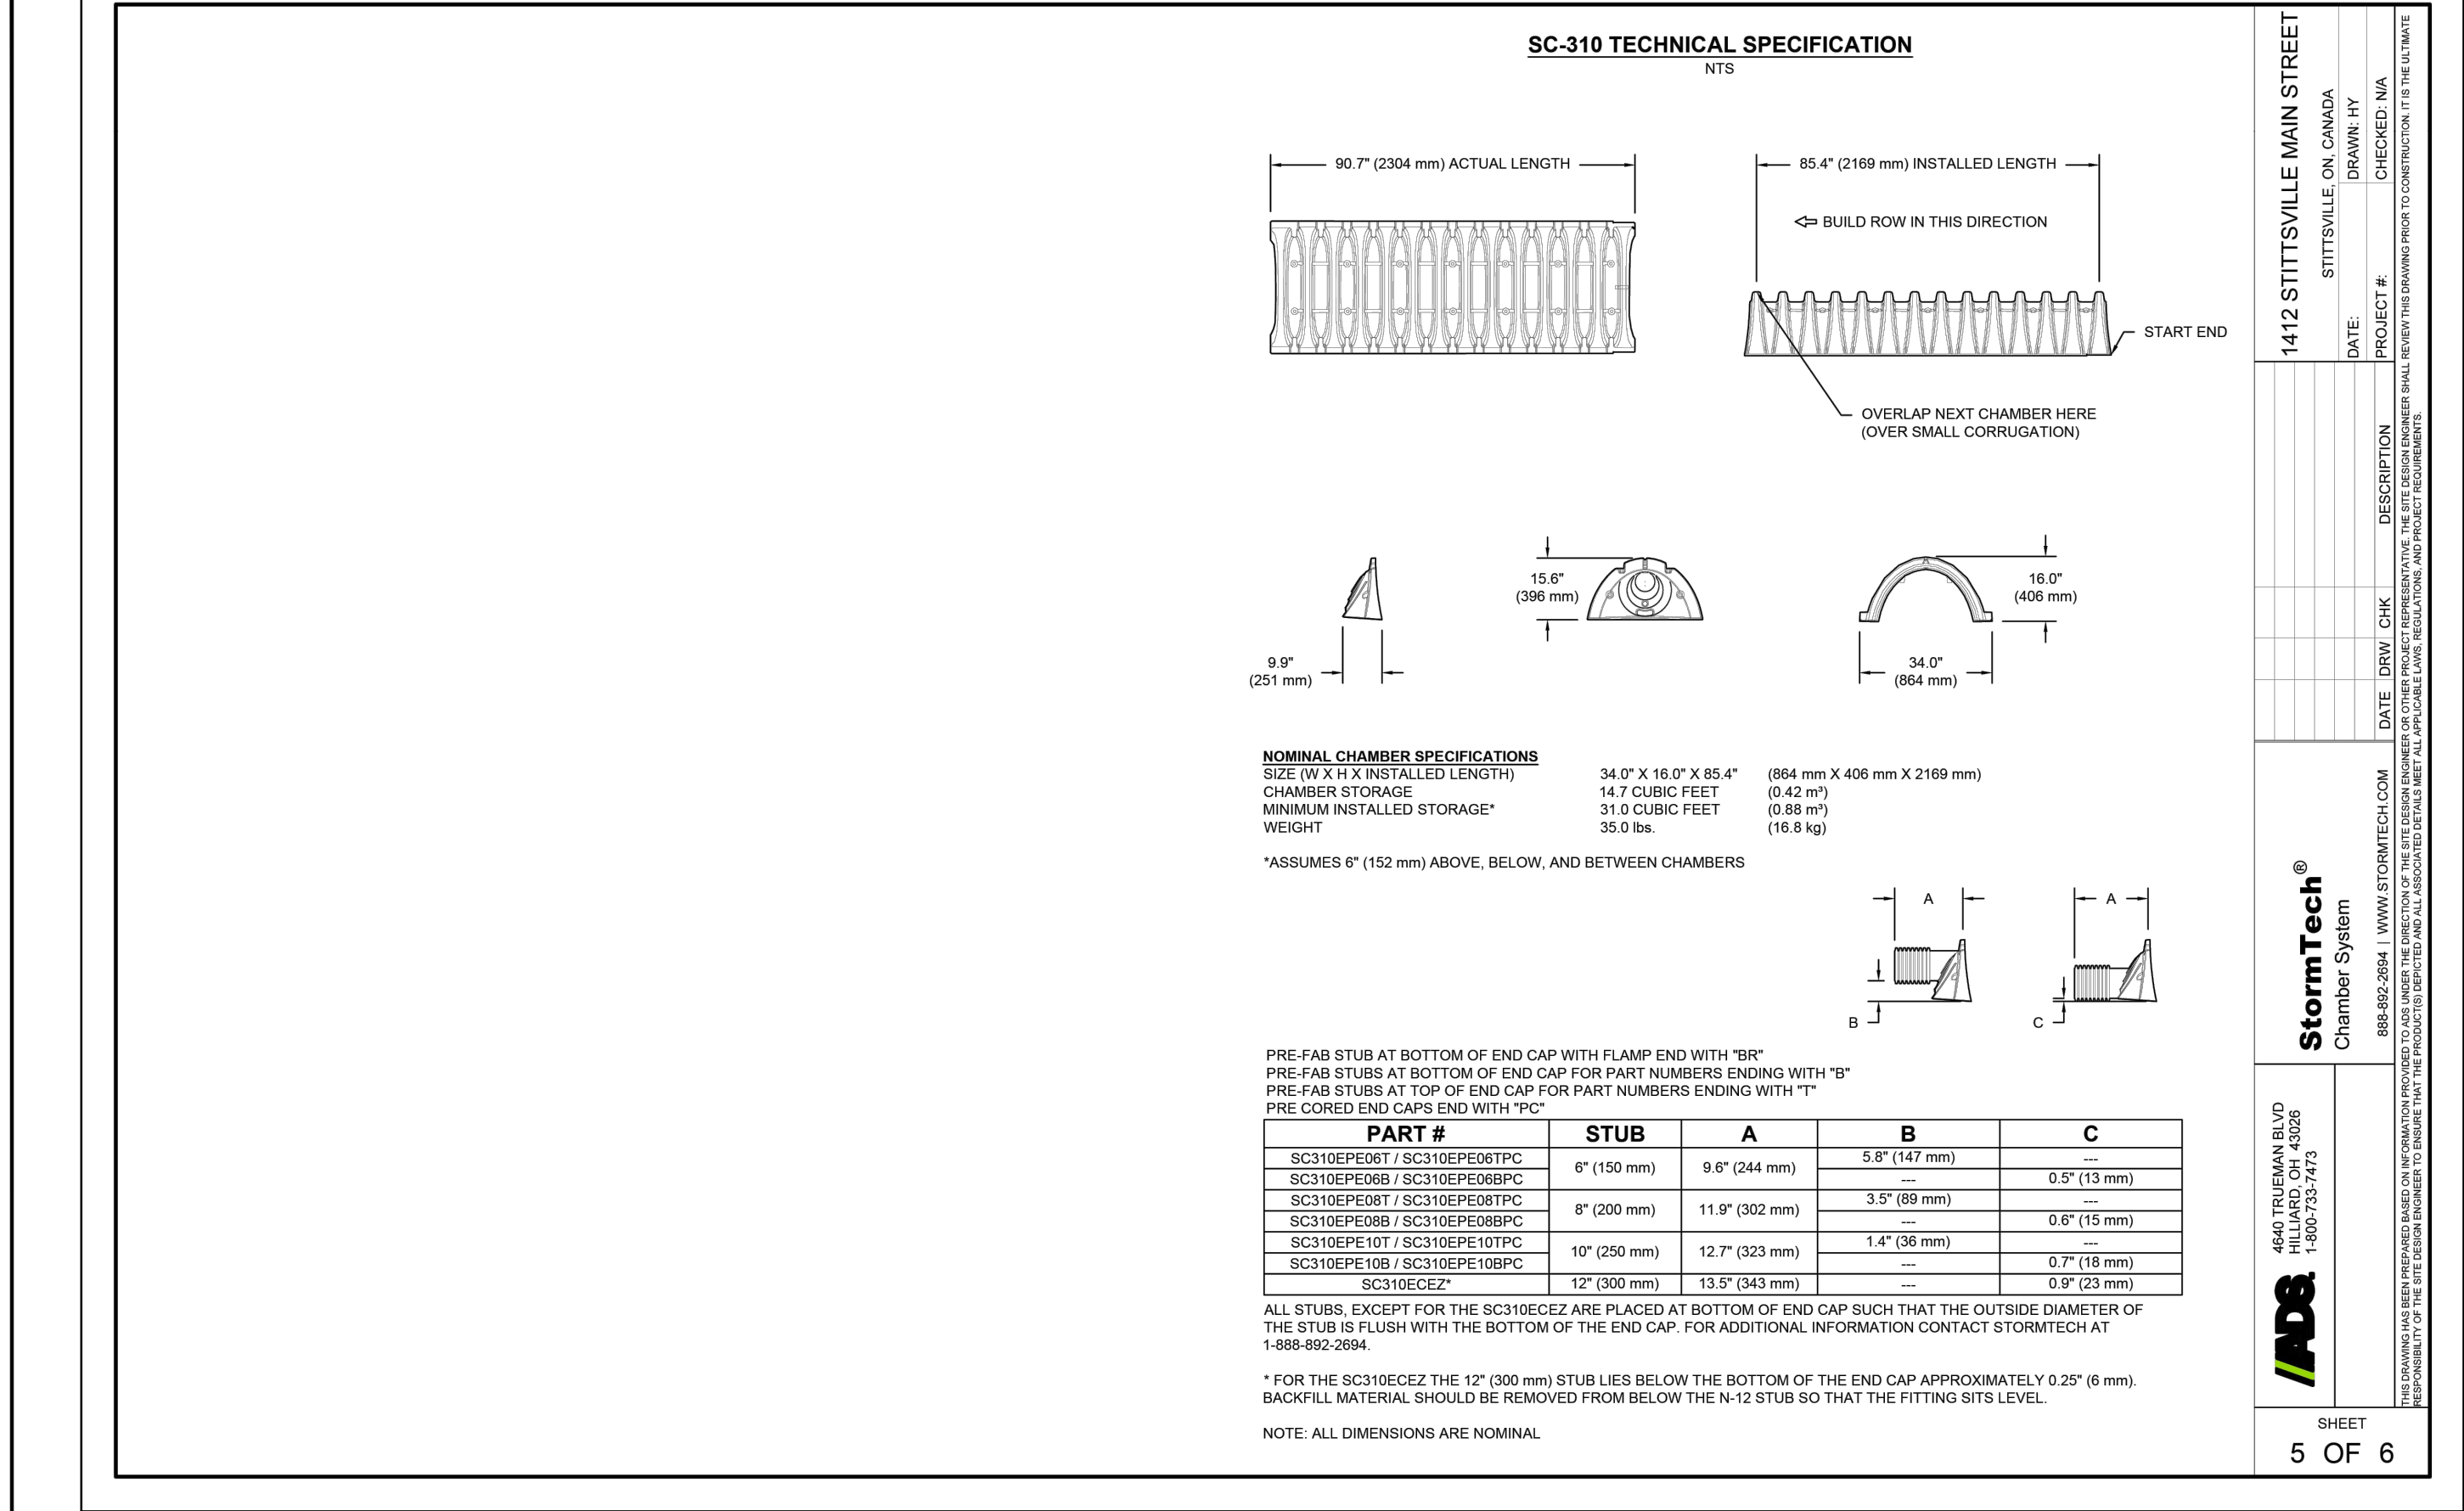 SC-310 TECHNICAL SPECIFICATION
NTS
90.7" (2304 mm) ACTUAL LENGTH
85.4" (2169 mm) INSTALLED LENGTH
BUILD ROW IN THIS DIRECTION
START END
OVERLAP NEXT CHAMBER HERE
(OVER SMALL CORRUGATION)
15.6"
(396 mm)
16.0"
(406 mm)
9.9"
(251 mm)
34.0"
(864 mm)
NOMINAL CHAMBER SPECIFICATIONS
SIZE (W X H X INSTALLED LENGTH) 34.0" X 16.0" X 85.4" (864 mm X 406 mm X 2169 mm)
CHAMBER STORAGE 14.7 CUBIC FEET (0.42 m³)
MINIMUM INSTALLED STORAGE* 31.0 CUBIC FEET (0.88 m³)
WEIGHT 35.0 lbs. (16.8 kg)
*ASSUMES 6" (152 mm) ABOVE, BELOW, AND BETWEEN CHAMBERS
A
A
B
C
PRE-FAB STUB AT BOTTOM OF END CAP WITH FLAMP END WITH "BR"
PRE-FAB STUBS AT BOTTOM OF END CAP FOR PART NUMBERS ENDING WITH "B"
PRE-FAB STUBS AT TOP OF END CAP FOR PART NUMBERS ENDING WITH "T"
PRE CORED END CAPS END WITH "PC"
PART # STUB A B C
SC310EPE06T / SC310EPE06TPC 6" (150 mm) 9.6" (244 mm) 5.8" (147 mm) ---
SC310EPE06B / SC310EPE06BPC --- 0.5" (13 mm)
SC310EPE08T / SC310EPE08TPC 8" (200 mm) 11.9" (302 mm) 3.5" (89 mm) ---
SC310EPE08B / SC310EPE08BPC --- 0.6" (15 mm)
SC310EPE10T / SC310EPE10TPC 10" (250 mm) 12.7" (323 mm) 1.4" (36 mm) ---
SC310EPE10B / SC310EPE10BPC --- 0.7" (18 mm)
SC310ECEZ* 12" (300 mm) 13.5" (343 mm) --- 0.9" (23 mm)
ALL STUBS, EXCEPT FOR THE SC310ECEZ ARE PLACED AT BOTTOM OF END CAP SUCH THAT THE OUTSIDE DIAMETER OF
THE STUB IS FLUSH WITH THE BOTTOM OF THE END CAP. FOR ADDITIONAL INFORMATION CONTACT STORMTECH AT
1-888-892-2694.
* FOR THE SC310ECEZ THE 12" (300 mm) STUB LIES BELOW THE BOTTOM OF THE END CAP APPROXIMATELY 0.25" (6 mm).
BACKFILL MATERIAL SHOULD BE REMOVED FROM BELOW THE N-12 STUB SO THAT THE FITTING SITS LEVEL.
NOTE: ALL DIMENSIONS ARE NOMINAL
1412 STITTSVILLE MAIN STREET
STITTSVILLE, ON, CANADA
DATE: DRAWN: HY
PROJECT #: CHECKED: N/A
DATE DRW CHK DESCRIPTION
StormTech®
Chamber System
888-892-2694 | WWW.STORMTECH.COM
4640 TRUEMAN BLVD
HILLIARD, OH 43026
1-800-733-7473
ADS.
THIS DRAWING HAS BEEN PREPARED BASED ON INFORMATION PROVIDED TO ADS UNDER THE DIRECTION OF THE SITE DESIGN ENGINEER OR OTHER PROJECT REPRESENTATIVE. THE SITE DESIGN ENGINEER SHALL REVIEW THIS DRAWING PRIOR TO CONSTRUCTION. IT IS THE ULTIMATE
RESPONSIBILITY OF THE SITE DESIGN ENGINEER TO ENSURE THAT THE PRODUCT(S) DEPICTED AND ALL ASSOCIATED DETAILS MEET ALL APPLICABLE LAWS, REGULATIONS, AND PROJECT REQUIREMENTS.
SHEET
5 OF 6